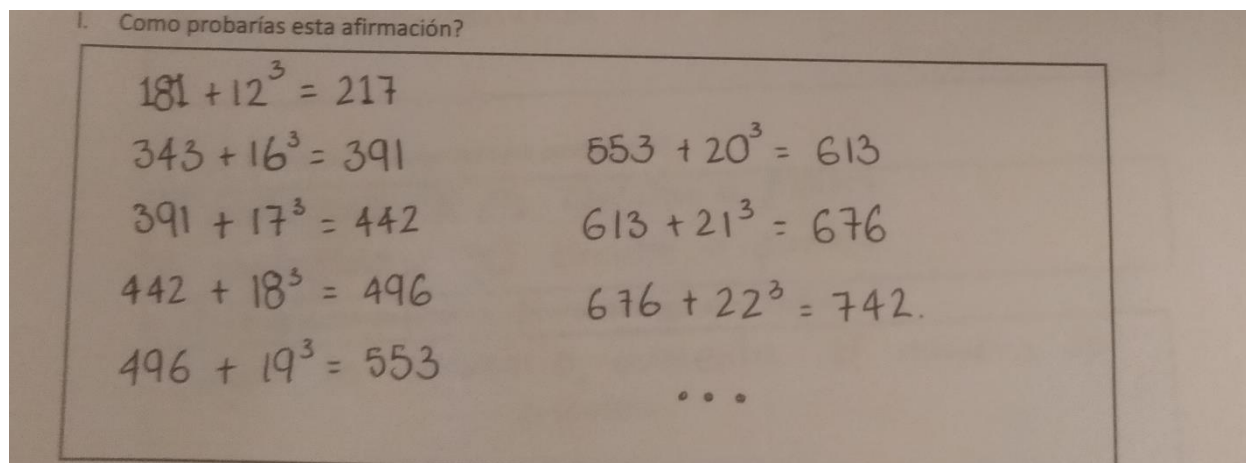 I. Como probarías esta afirmación?
181 + 12³ = 217
343 + 16³ = 391
391 + 17³ = 442
442 + 18³ = 496
496 + 19³ = 553
553 + 20³ = 613
613 + 21³ = 676
676 + 22³ = 742.
...